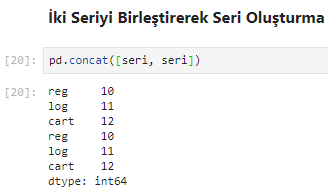 İki Seriyi Birleştirerek Seri Oluşturma
[20]: pd.concat([seri, seri])
[20]: reg     10
log     11
cart    12
reg     10
log     11
cart    12
dtype: int64